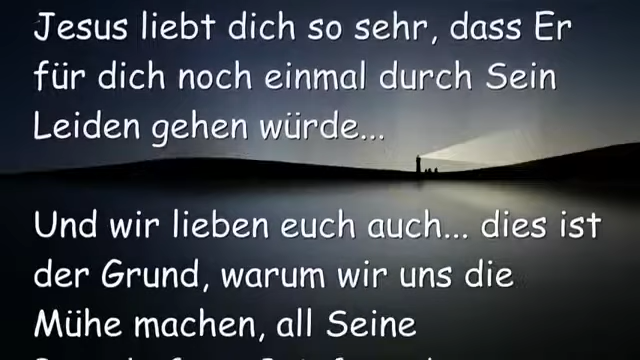 Jesus liebt dich so sehr, dass Er
für dich noch einmal durch Sein
Leiden gehen würde...
Und wir lieben euch auch... dies ist
der Grund, warum wir uns die
Mühe machen, all Seine